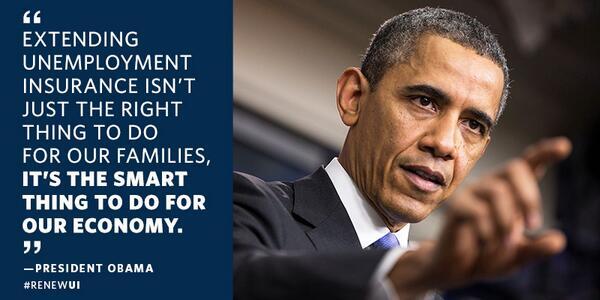 “
EXTENDING
UNEMPLOYMENT
INSURANCE ISN’T
JUST THE RIGHT
THING TO DO
FOR OUR FAMILIES,
IT’S THE SMART
THING TO DO FOR
OUR ECONOMY.
”
—PRESIDENT OBAMA
#RENEWUI